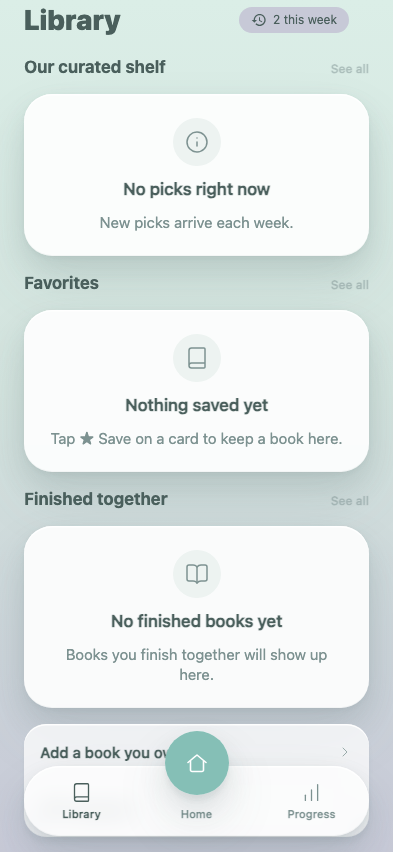 Library
2 this week
Our curated shelf
See all
No picks right now
New picks arrive each week.
Favorites
See all
Nothing saved yet
Tap ★ Save on a card to keep a book here.
Finished together
See all
No finished books yet
Books you finish together will show up
here.
Add a book you
Library
Home
Progress